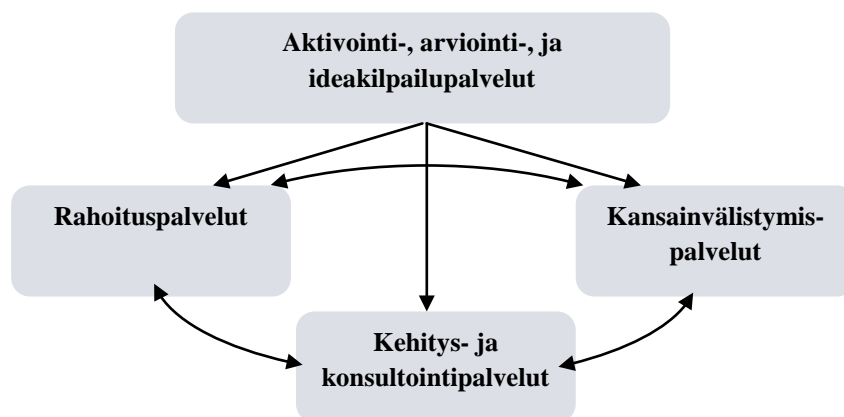 Aktivointi-, arviointi-, ja
ideakilpailupalvelut
Rahoituspalvelut
Kansainvälistymis-
palvelut
Kehitys- ja
konsultointipalvelut